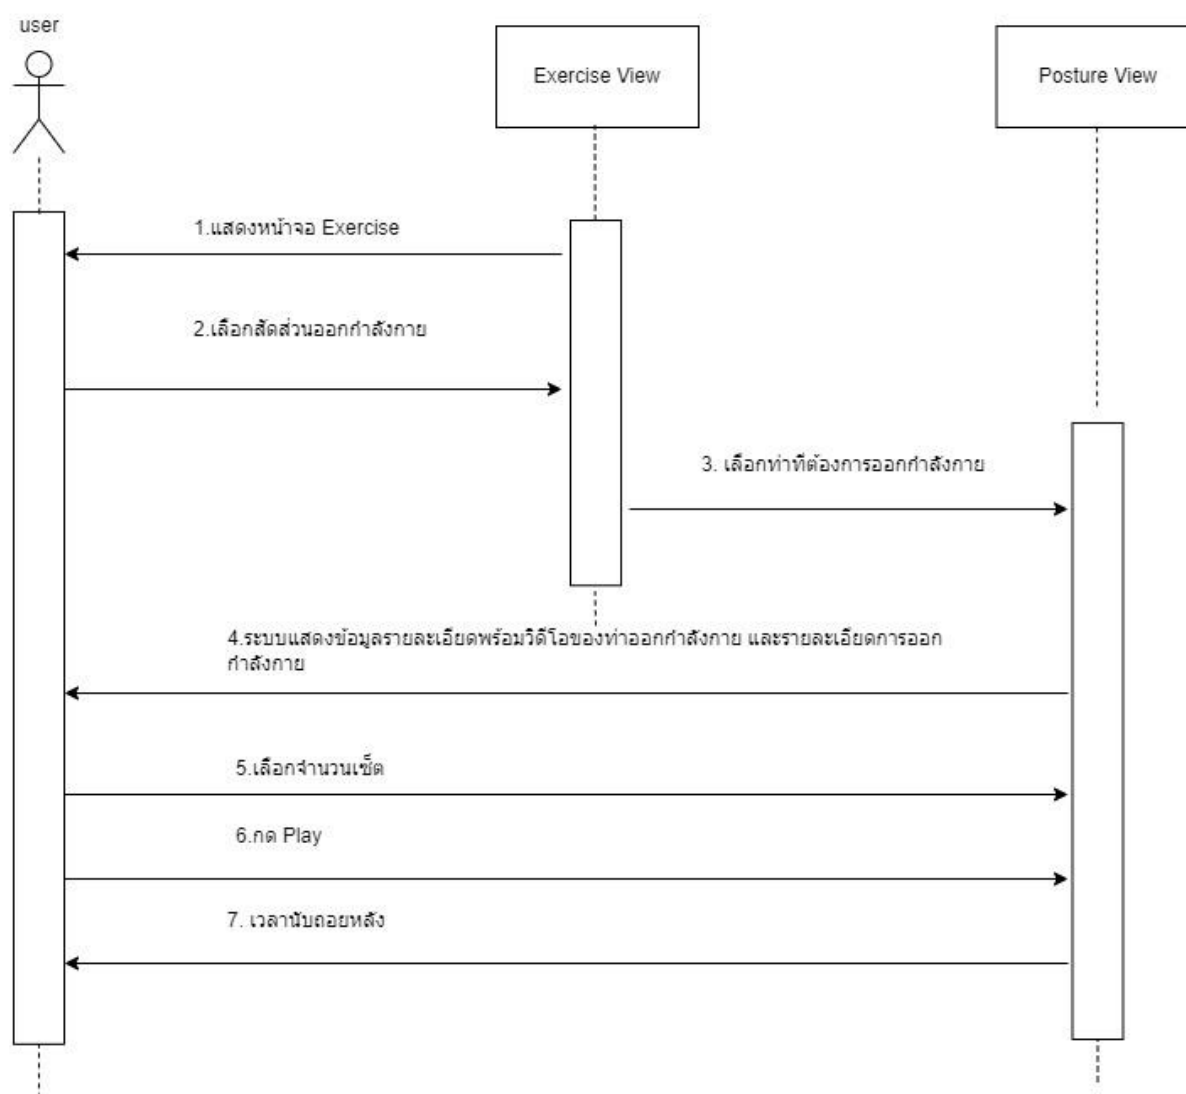 user
Exercise View
Posture View
1.แสดงหน้าจอ Exercise
2.เลือกสัดส่วนออกกำลังกาย
3. เลือกท่าที่ต้องการออกกำลังกาย
4.ระบบแสดงข้อมูลรายละเอียดพร้อมวิดีโอของท่าออกกำลังกาย และรายละเอียดการออก
กำลังกาย
5.เลือกจำนวนเซ็ต
6.กด Play
7. เวลานับถอยหลัง